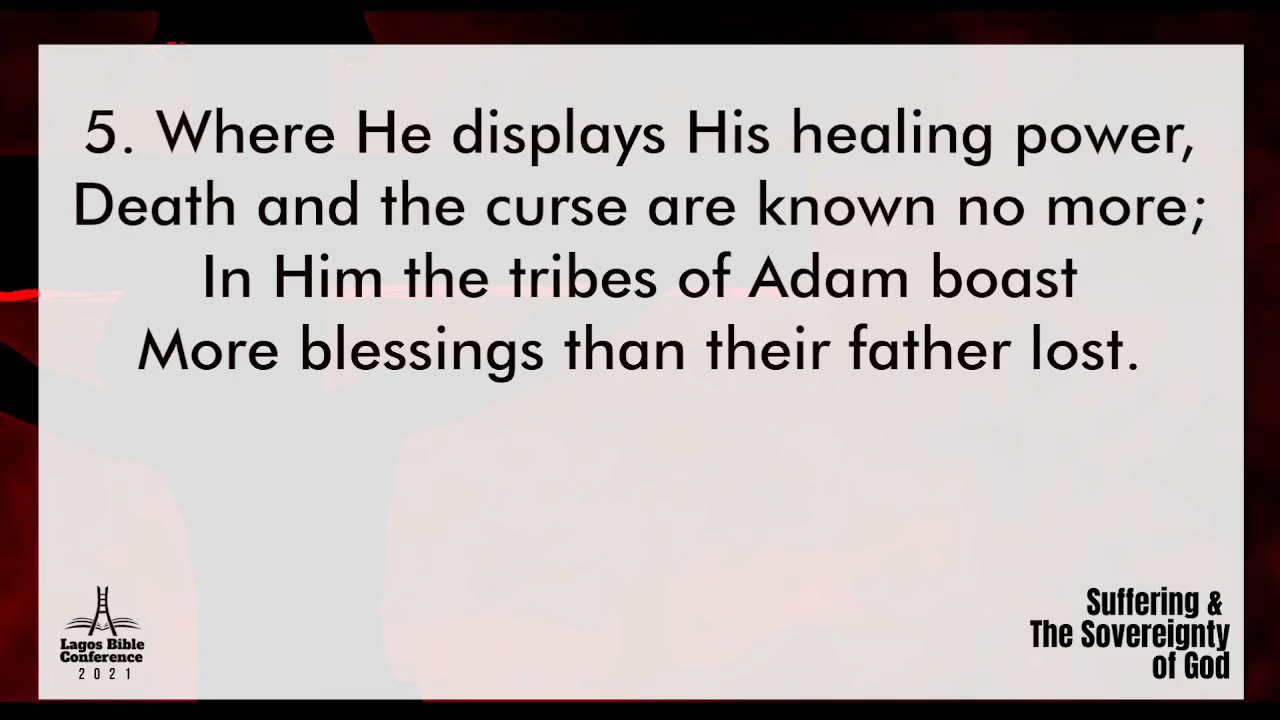 5. Where He displays His healing power,
Death and the curse are known no more;
In Him the tribes of Adam boast
More blessings than their father lost.
Lagos Bible
Conference
2021
Suffering &
The Sovereignty
of God